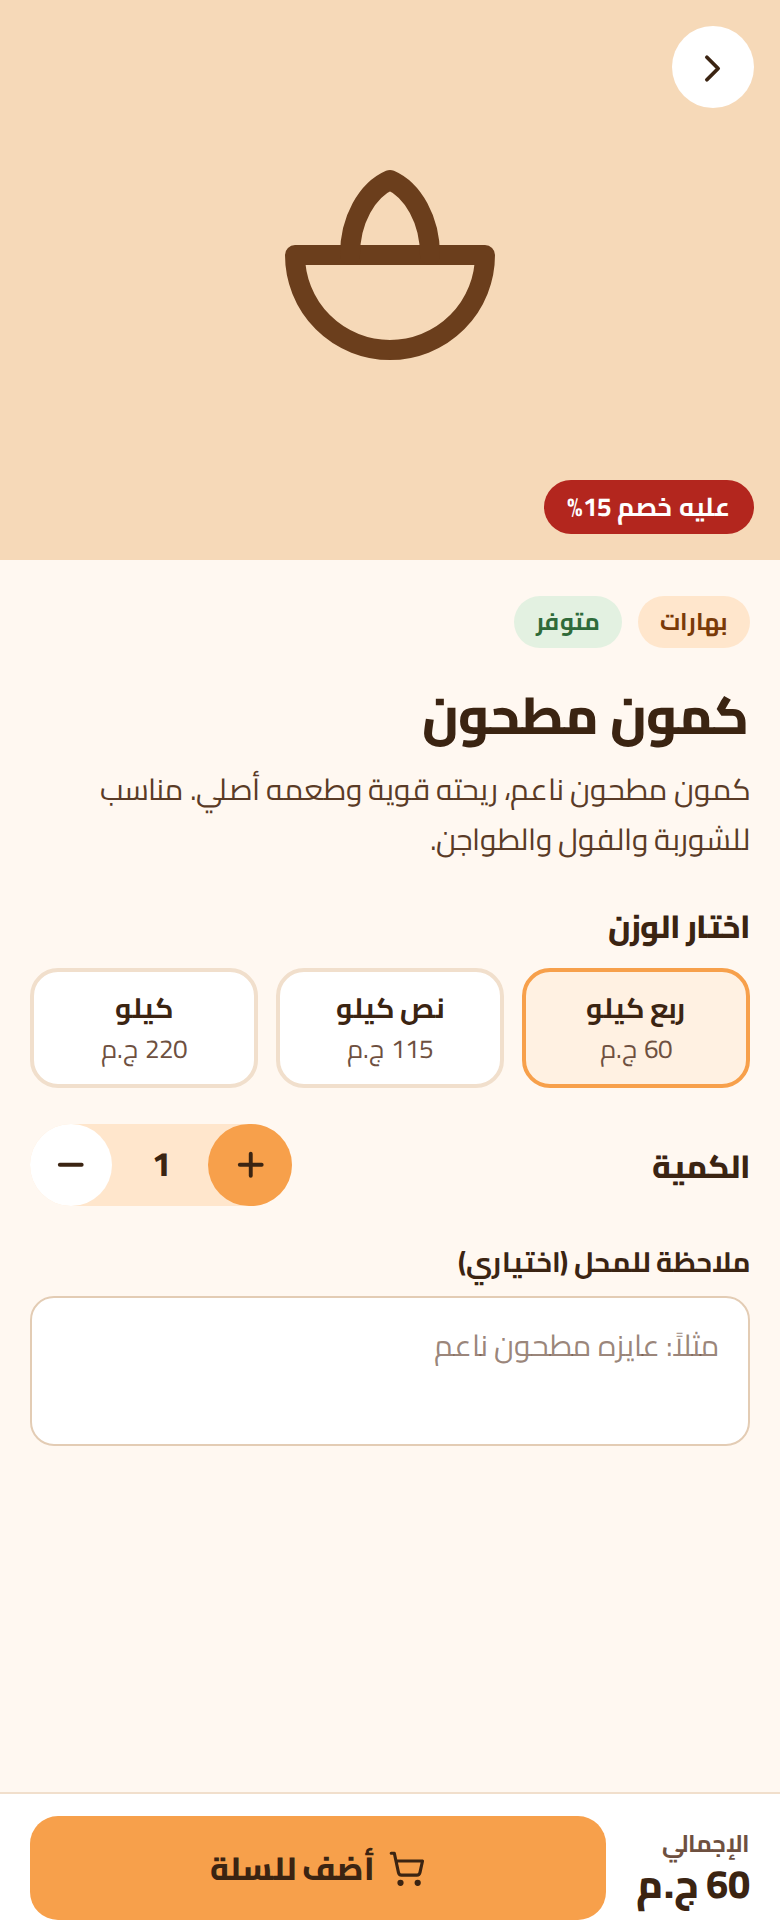 عليه خصم 15%
بهارات
متوفر
كمون مطحون
كمون مطحون ناعم، ريحته قوية وطعمه أصلي. مناسب
للشوربة والفول والطواجن.
اختار الوزن
ربع كيلو
60 ج.م
نص كيلو
115 ج.م
كيلو
220 ج.م
الكمية
+ 1 −
ملاحظة للمحل (اختياري)
مثلاً: عايزه مطحون ناعم
الإجمالي
60 ج.م
أضف للسلة